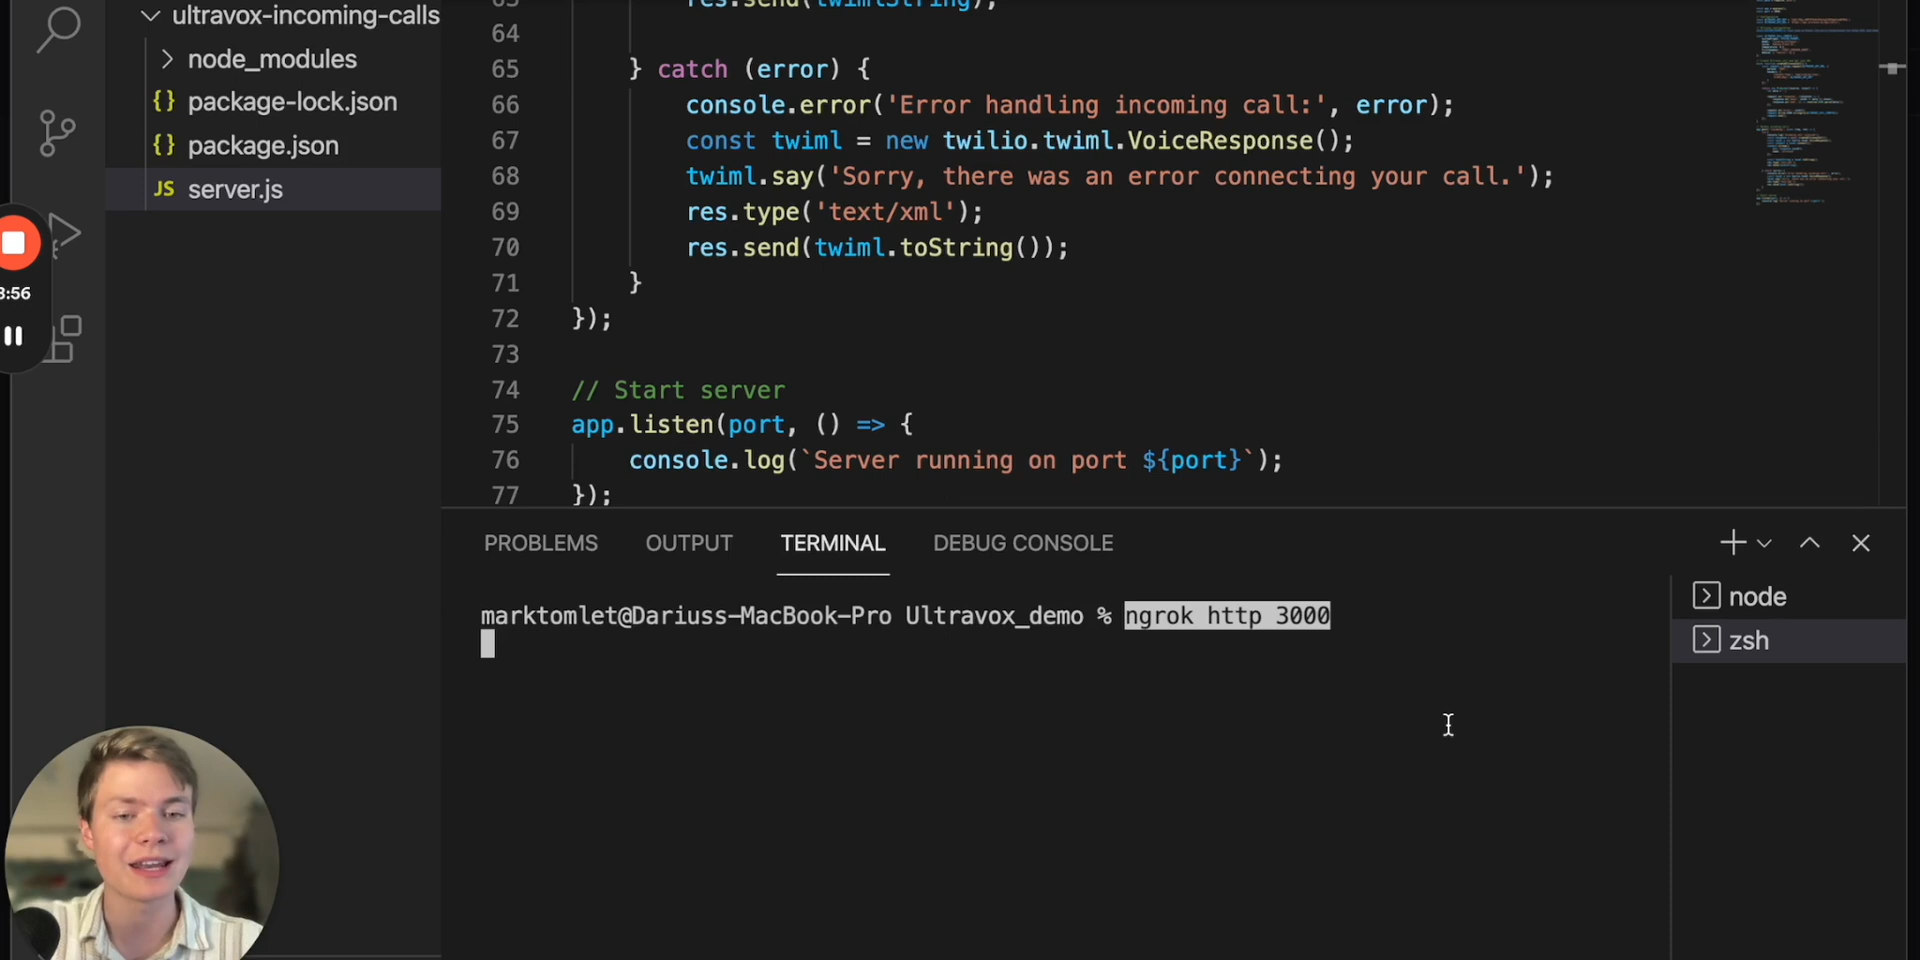 ultravox-incoming-calls
node_modules
{} package-lock.json
{} package.json
JS server.js
3:56
64
65 } catch (error) {
66 console.error('Error handling incoming call:', error);
67 const twiml = new twilio.twiml.VoiceResponse();
68 twiml.say('Sorry, there was an error connecting your call.');
69 res.type('text/xml');
70 res.send(twiml.toString());
71 }
72 });
73
74 // Start server
75 app.listen(port, () => {
76 console.log(`Server running on port ${port}`);
77 });
PROBLEMS OUTPUT TERMINAL DEBUG CONSOLE
marktomlet@Dariuss-MacBook-Pro Ultravox_demo % ngrok http 3000
node
zsh